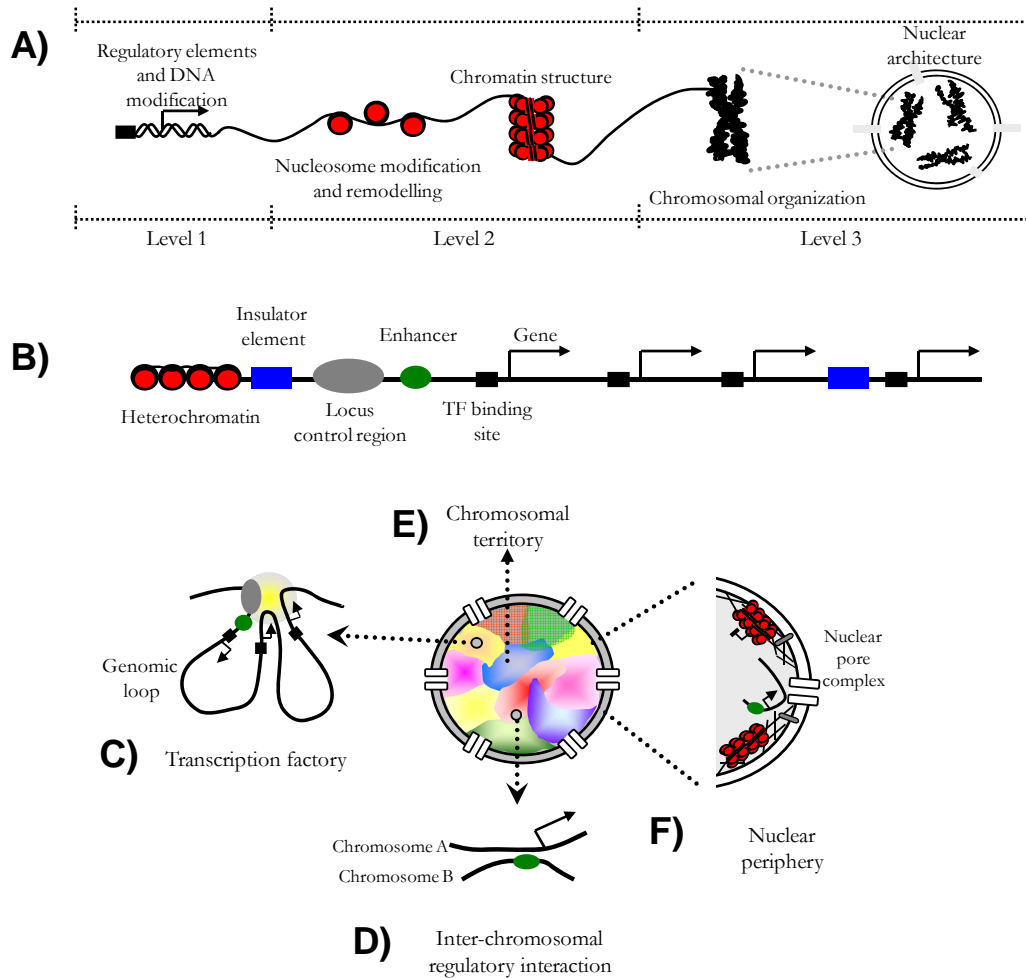 A)
Regulatory elements
and DNA
modification
Nucleosome modification
and remodelling
Chromatin structure
Chromosomal organization
Nuclear
architecture
Level 1
Level 2
Level 3
B)
Heterochromatin
Insulator
element
Locus
control region
Enhancer
TF binding
site
Gene
E)
Chromosomal
territory
Genomic
loop
C)
Transcription factory
Nuclear
pore
complex
F)
Nuclear
periphery
Chromosome A
Chromosome B
D)
Inter-chromosomal
regulatory interaction